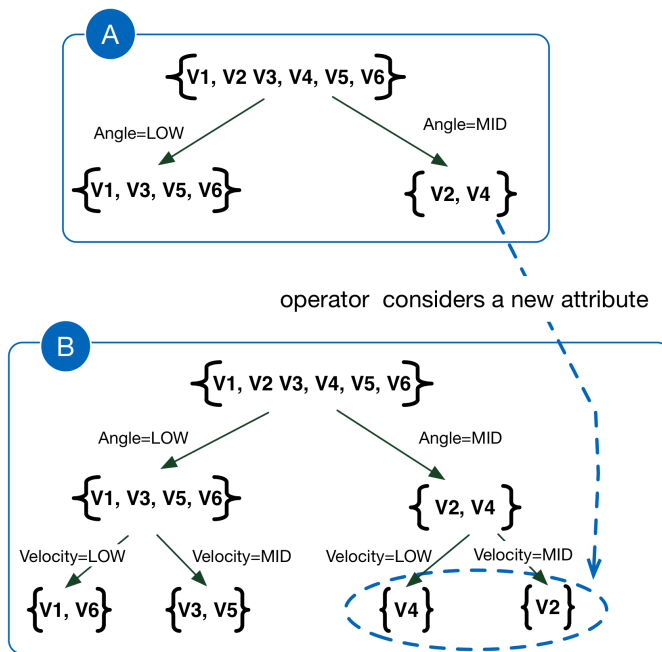 A
{V1, V2 V3, V4, V5, V6}
Angle=LOW
Angle=MID
{V1, V3, V5, V6}
{V2, V4}
operator considers a new attribute
B
{V1, V2 V3, V4, V5, V6}
Angle=LOW
Angle=MID
{V1, V3, V5, V6}
{V2, V4}
Velocity=LOW
Velocity=MID
Velocity=LOW
Velocity=MID
{V1, V6}
{V3, V5}
{V4}
{V2}